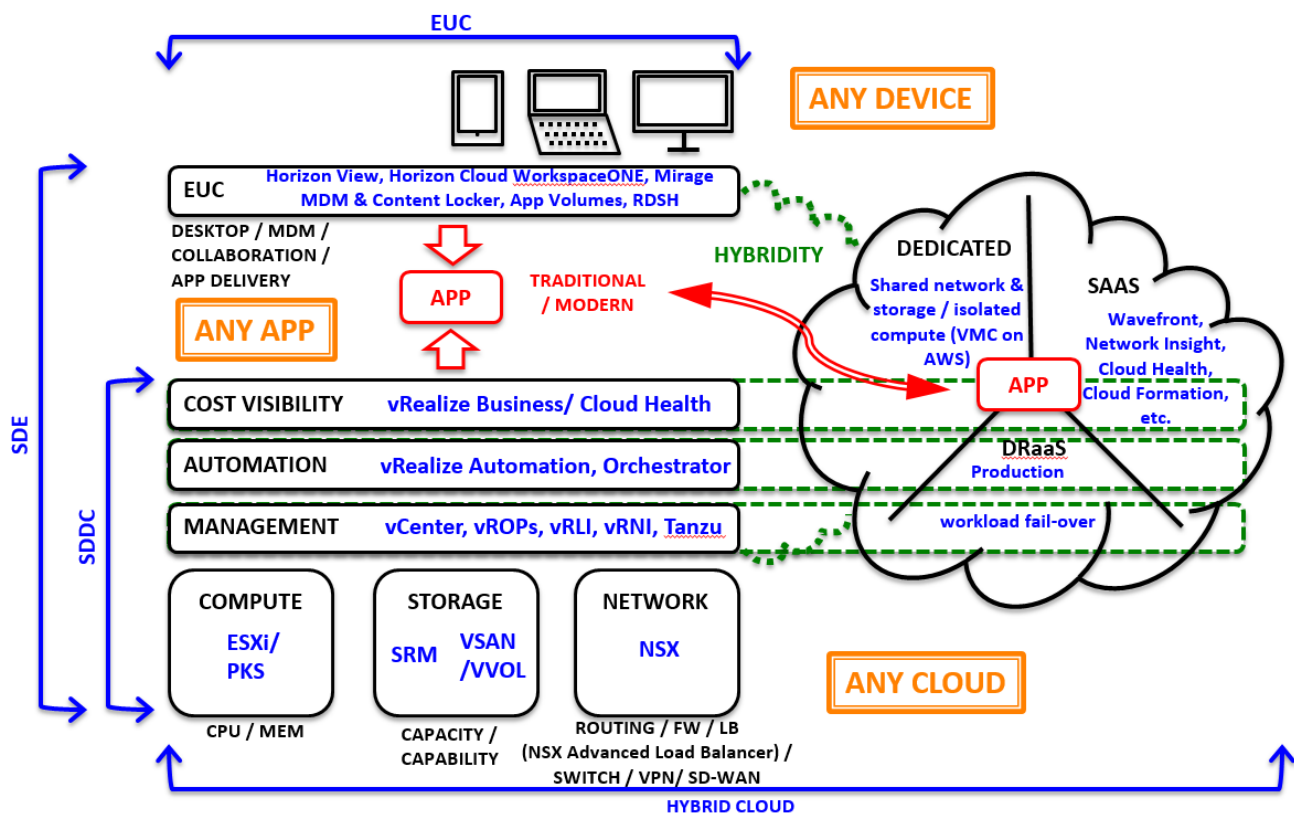 EUC
ANY DEVICE
EUC
Horizon View, Horizon Cloud WorkspaceONE, Mirage
MDM & Content Locker, App Volumes, RDSH
DESKTOP / MDM /
COLLABORATION /
APP DELIVERY
APP
TRADITIONAL
/ MODERN
HYBRIDITY
ANY APP
DEDICATED
Shared network &
storage / isolated
compute (VMC on
AWS)
SAAS
Wavefront,
Network Insight,
Cloud Health,
Cloud Formation,
etc.
APP
SDE
SDDC
COST VISIBILITY
vRealize Business/ Cloud Health
AUTOMATION
vRealize Automation, Orchestrator
DRaaS
Production
MANAGEMENT
vCenter, vROPs, vRLI, vRNI, Tanzu
workload fail-over
COMPUTE
ESXi/
PKS
STORAGE
SRM
VSAN
/VVOL
NETWORK
NSX
ANY CLOUD
CPU / MEM
CAPACITY /
CAPABILITY
ROUTING / FW / LB
(NSX Advanced Load Balancer) /
SWITCH / VPN/ SD-WAN
HYBRID CLOUD